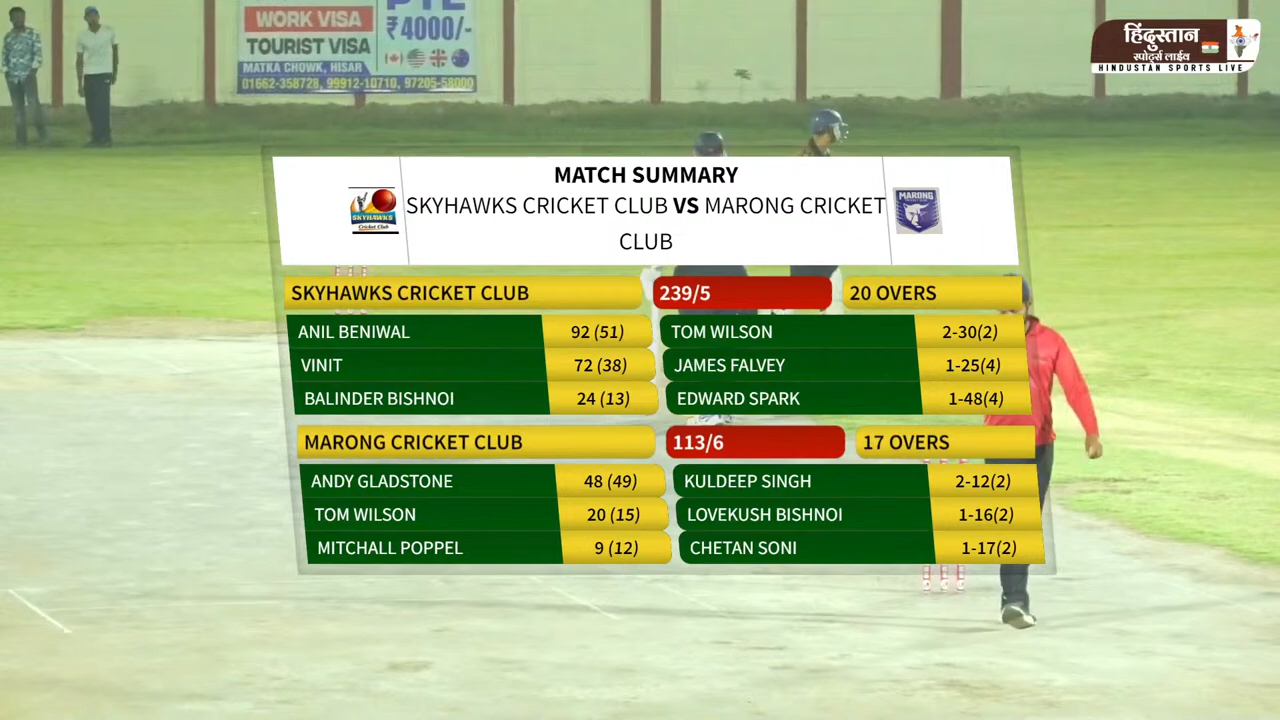 PTE
WORK VISA
₹4000/-
TOURIST VISA
MATKA CHOWK, HISAR
01662-358728, 99912-10710, 97205-58000
हिंदुस्तान
स्पोर्ट्स लाईव
HINDUSTAN SPORTS LIVE
MATCH SUMMARY
SKYHAWKS CRICKET CLUB VS MARONG CRICKET
CLUB
SKYHAWKS
Cricket Club
MARONG
SKYHAWKS CRICKET CLUB 239/5 20 OVERS
ANIL BENIWAL 92 (51) TOM WILSON 2-30(2)
VINIT 72 (38) JAMES FALVEY 1-25(4)
BALINDER BISHNOI 24 (13) EDWARD SPARK 1-48(4)
MARONG CRICKET CLUB 113/6 17 OVERS
ANDY GLADSTONE 48 (49) KULDEEP SINGH 2-12(2)
TOM WILSON 20 (15) LOVEKUSH BISHNOI 1-16(2)
MITCHALL POPPEL 9 (12) CHETAN SONI 1-17(2)